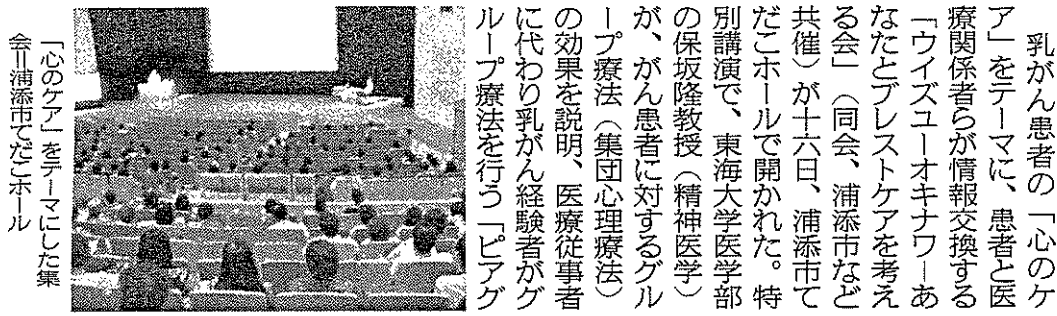 乳がん患者の「心のケ
ア」をテーマに、患者と医
療関係者らが情報交換する
「ウイズユーオキナワーあ
なたとブレストケアを考え
る会」（同会、浦添市など
共催）が十六日、浦添市て
だこホールで開かれた。特
別講演で、東海大学医学部
の保坂隆教授（精神医学）
が、がん患者に対するグル
ープ療法（集団心理療法）
の効果を説明、医療従事者
に代わり乳がん経験者がグ
ループ療法を行う「ピアグ
「心のケア」をテーマにした集
会＝浦添市てだこホール